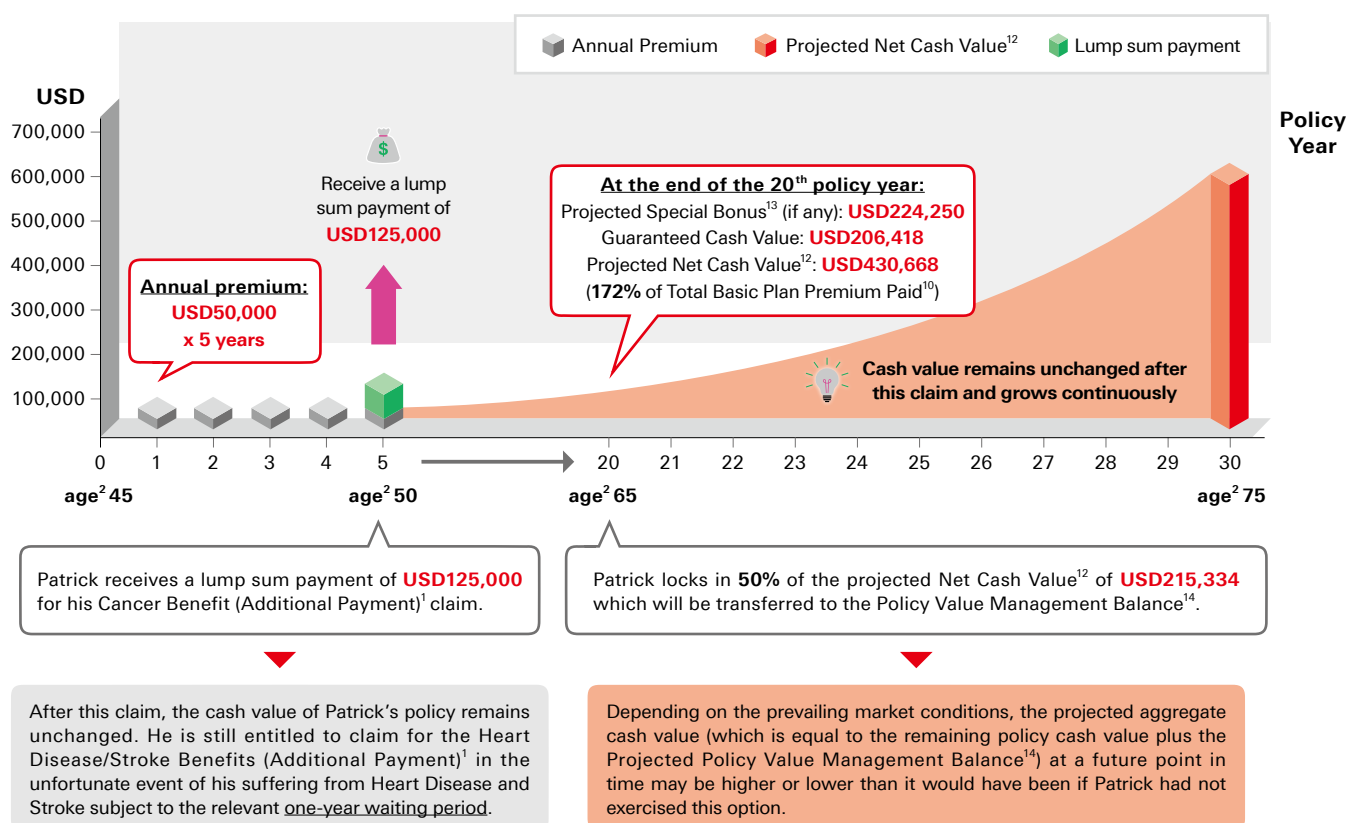 Annual Premium Projected Net Cash Value12 Lump sum payment
USD
700,000
600,000
500,000
400,000
300,000
200,000
100,000
Policy
Year
$
Receive a lump
sum payment of
USD125,000
Annual premium:
USD50,000
x 5 years
At the end of the 20th policy year:
Projected Special Bonus13 (if any): USD224,250
Guaranteed Cash Value: USD206,418
Projected Net Cash Value12: USD430,668
(172% of Total Basic Plan Premium Paid10)
Cash value remains unchanged after
this claim and grows continuously
0 1 2 3 4 5 20 21 22 23 24 25 26 27 28 29 30
age2 45 age2 50 age2 65 age2 75
Patrick receives a lump sum payment of USD125,000
for his Cancer Benefit (Additional Payment)1 claim.
Patrick locks in 50% of the projected Net Cash Value12 of USD215,334
which will be transferred to the Policy Value Management Balance14.
After this claim, the cash value of Patrick's policy remains
unchanged. He is still entitled to claim for the Heart
Disease/Stroke Benefits (Additional Payment)1 in the
unfortunate event of his suffering from Heart Disease and
Stroke subject to the relevant one-year waiting period.
Depending on the prevailing market conditions, the projected aggregate
cash value (which is equal to the remaining policy cash value plus the
Projected Policy Value Management Balance14) at a future point in
time may be higher or lower than it would have been if Patrick had not
exercised this option.